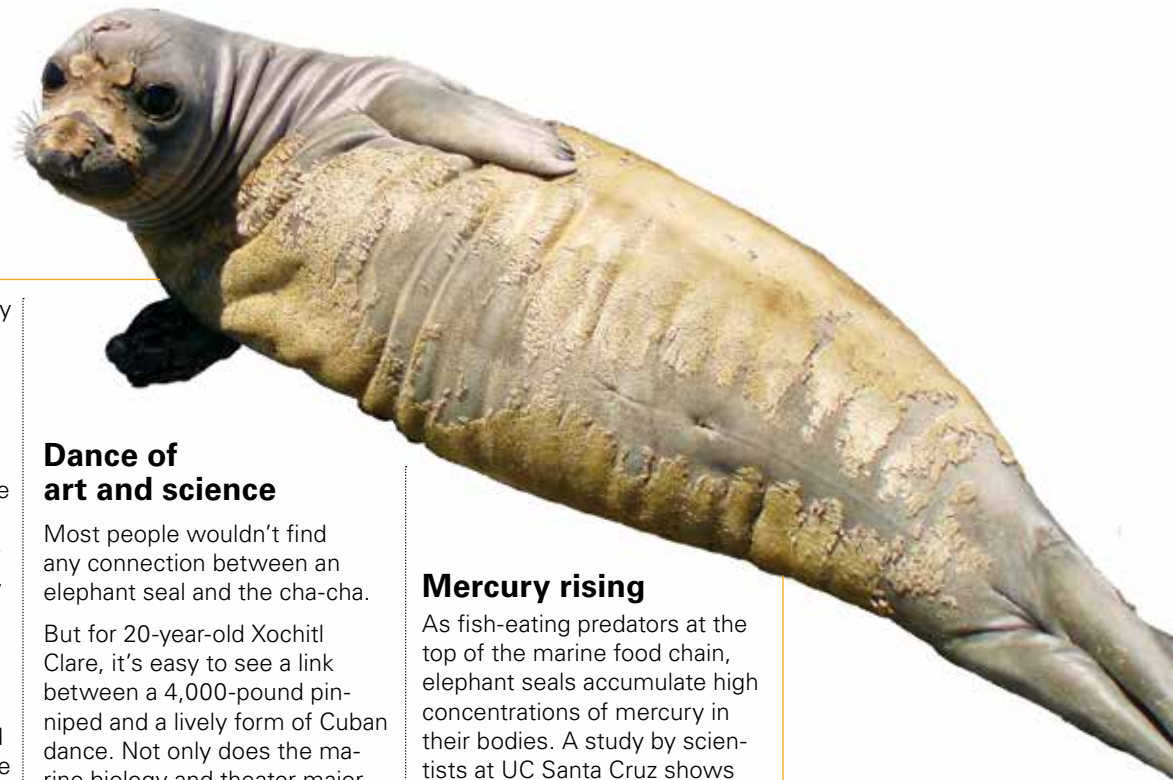 y
e
e
Dance of
art and science
Most people wouldn't find
any connection between an
elephant seal and the cha-cha.
But for 20-year-old Xochitl
Clare, it's easy to see a link
between a 4,000-pound pin-
niped and a lively form of Cuban
dance. Not only does the ma-
rine biology and theater major
Mercury rising
As fish-eating predators at the
top of the marine food chain,
elephant seals accumulate high
concentrations of mercury in
their bodies. A study by scien-
tists at UC Santa Cruz shows